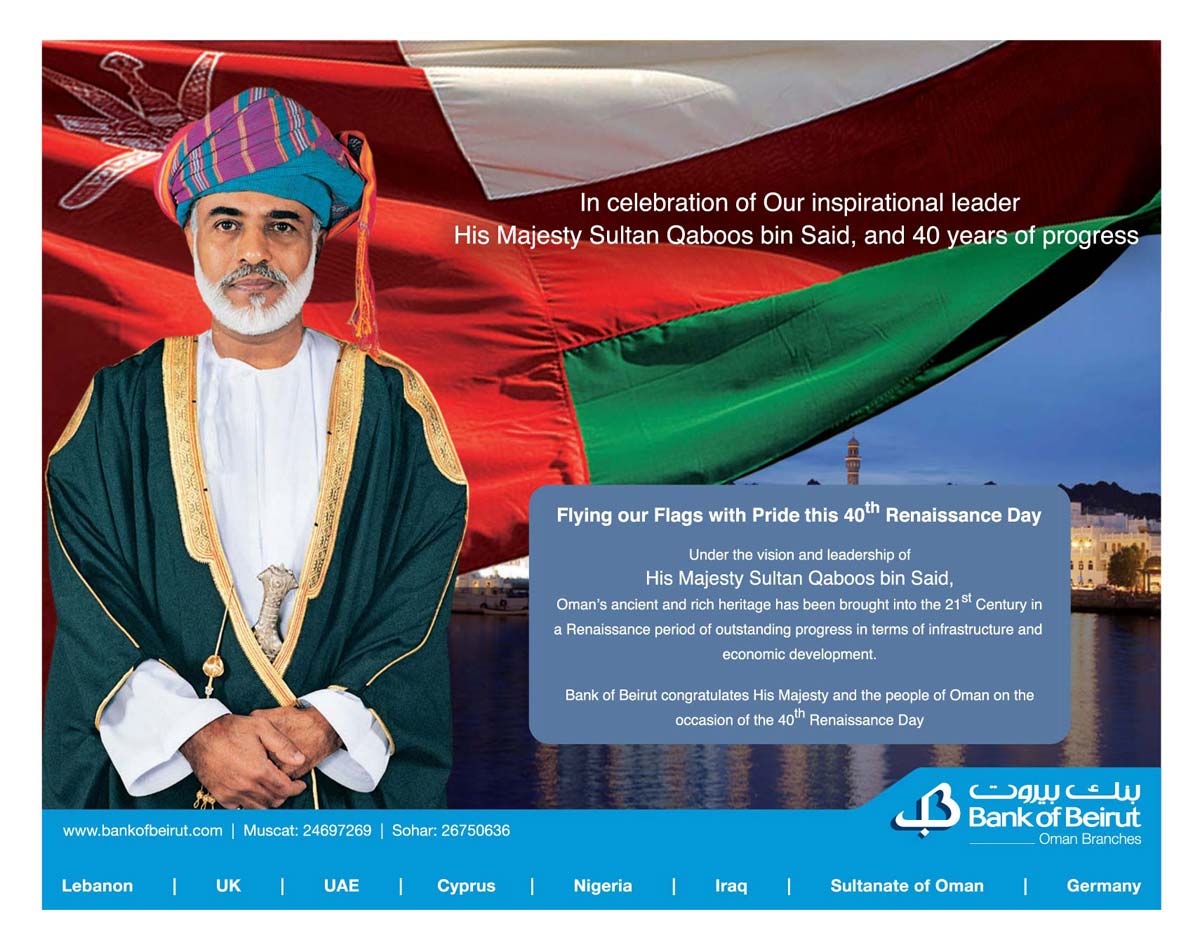 In celebration of Our inspirational leader
His Majesty Sultan Qaboos bin Said, and 40 years of progress
Flying our Flags with Pride this 40th Renaissance Day
Under the vision and leadership of
His Majesty Sultan Qaboos bin Said,
Oman's ancient and rich heritage has been brought into the 21st Century in
a Renaissance period of outstanding progress in terms of infrastructure and
economic development.
Bank of Beirut congratulates His Majesty and the people of Oman on the
occasion of the 40th Renaissance Day
بنك بيروت
Bank of Beirut
Oman Branches
www.bankofbeirut.com | Muscat: 24697269 | Sohar: 26750636
Lebanon | UK | UAE | Cyprus | Nigeria | Iraq | Sultanate of Oman | Germany